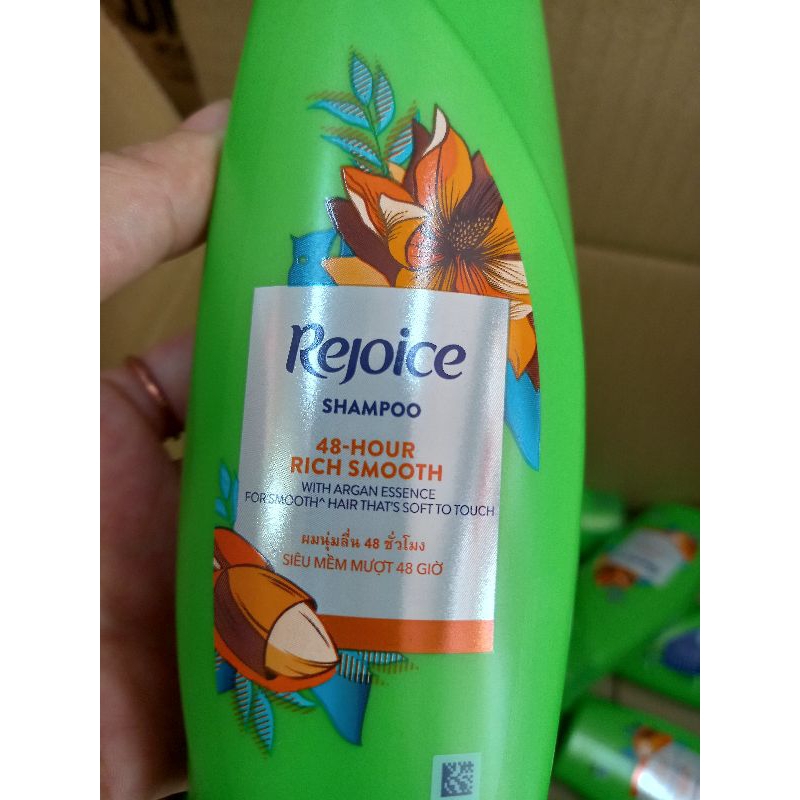 Rejoice
SHAMPOO
48-HOUR
RICH SMOOTH
WITH ARGAN ESSENCE
FOR SMOOTH^ HAIR THAT'S SOFT TO TOUCH
ผมนุ่มลื่น 48 ชั่วโมง
SIÊU MỀM MƯỢT 48 GIỜ